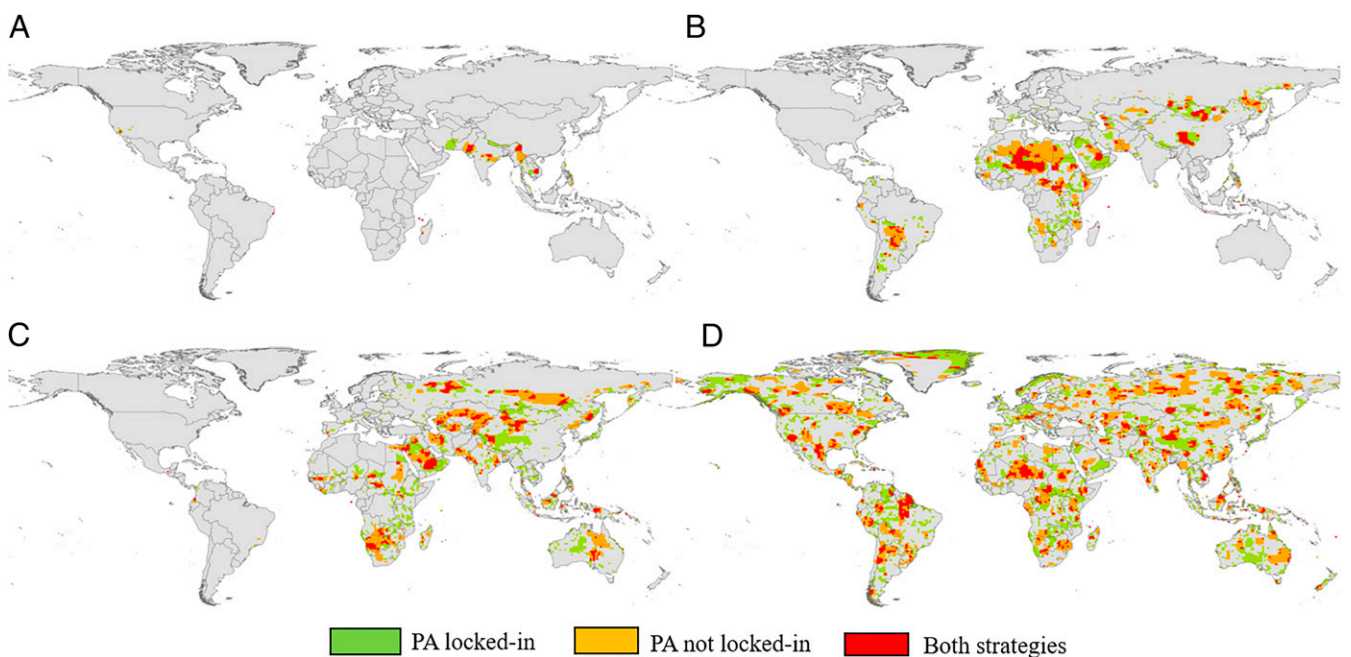 A
B
C
D
PA locked-in
PA not locked-in
Both strategies